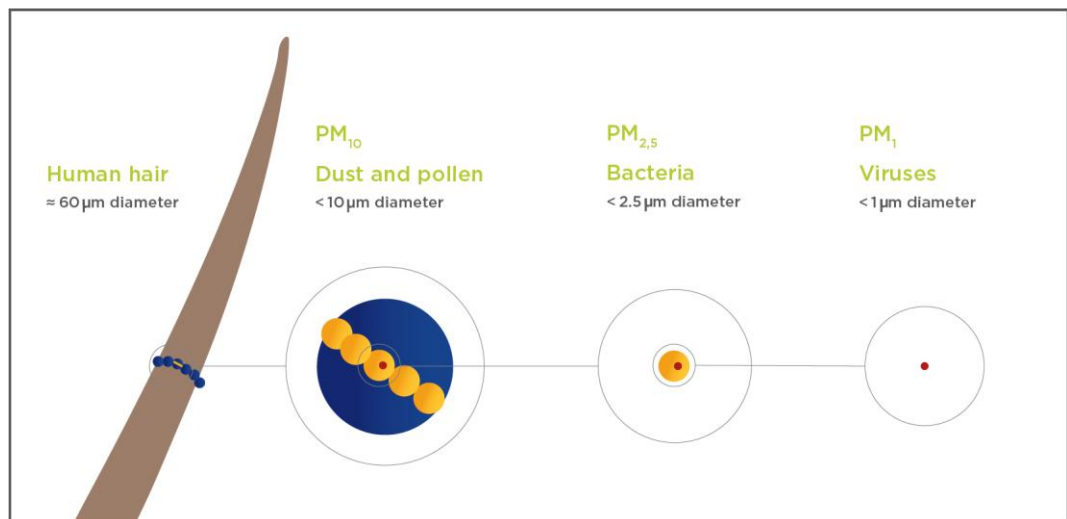 Human hair
≈ 60 µm diameter
PM₁₀
Dust and pollen
< 10 µm diameter
PM₂,₅
Bacteria
< 2.5 µm diameter
PM₁
Viruses
< 1 µm diameter